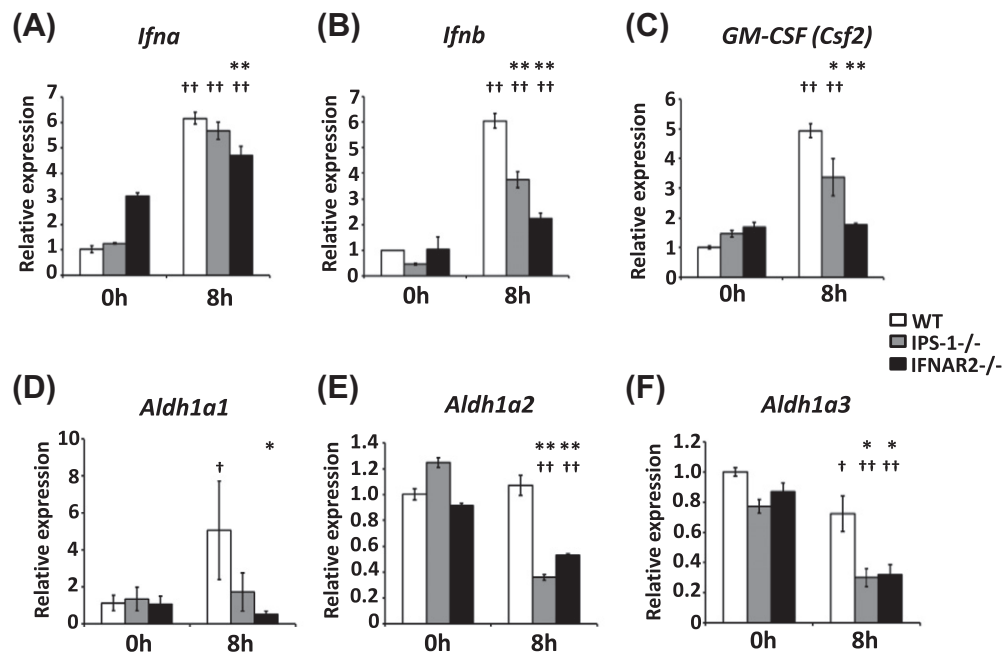 (A) Ifna
(B) Ifnb
(C) GM-CSF (Csf2)
** 
†† †† ††
** **
†† †† ††
* **
†† ††
Relative expression
7
6
5
4
3
2
1
0
0h 8h
Relative expression
7
6
5
4
3
2
1
0
0h 8h
Relative expression
6
5
4
3
2
1
0
0h 8h
WT
IPS-1-/-
IFNAR2-/-
(D) Aldh1a1
(E) Aldh1a2
(F) Aldh1a3
†
*
** **
†† ††
* *
† †† ††
Relative expression
10
8
6
4
2
0
0h 8h
Relative expression
1.4
1.2
1.0
0.8
0.6
0.4
0.2
0
0h 8h
Relative expression
1.2
1.0
0.8
0.6
0.4
0.2
0
0h 8h